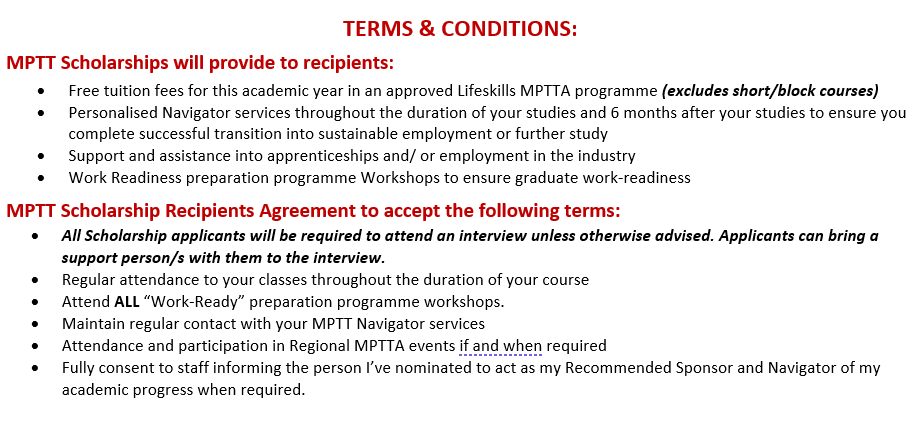 TERMS & CONDITIONS:
MPTT Scholarships will provide to recipients:
• Free tuition fees for this academic year in an approved Lifeskills MPTTA programme (excludes short/block courses)
• Personalised Navigator services throughout the duration of your studies and 6 months after your studies to ensure you
complete successful transition into sustainable employment or further study
• Support and assistance into apprenticeships and/ or employment in the industry
• Work Readiness preparation programme Workshops to ensure graduate work-readiness
MPTT Scholarship Recipients Agreement to accept the following terms:
• All Scholarship applicants will be required to attend an interview unless otherwise advised. Applicants can bring a
support person/s with them to the interview.
• Regular attendance to your classes throughout the duration of your course
• Attend ALL “Work-Ready” preparation programme workshops.
• Maintain regular contact with your MPTT Navigator services
• Attendance and participation in Regional MPTTA events if and when required
• Fully consent to staff informing the person I’ve nominated to act as my Recommended Sponsor and Navigator of my
academic progress when required.